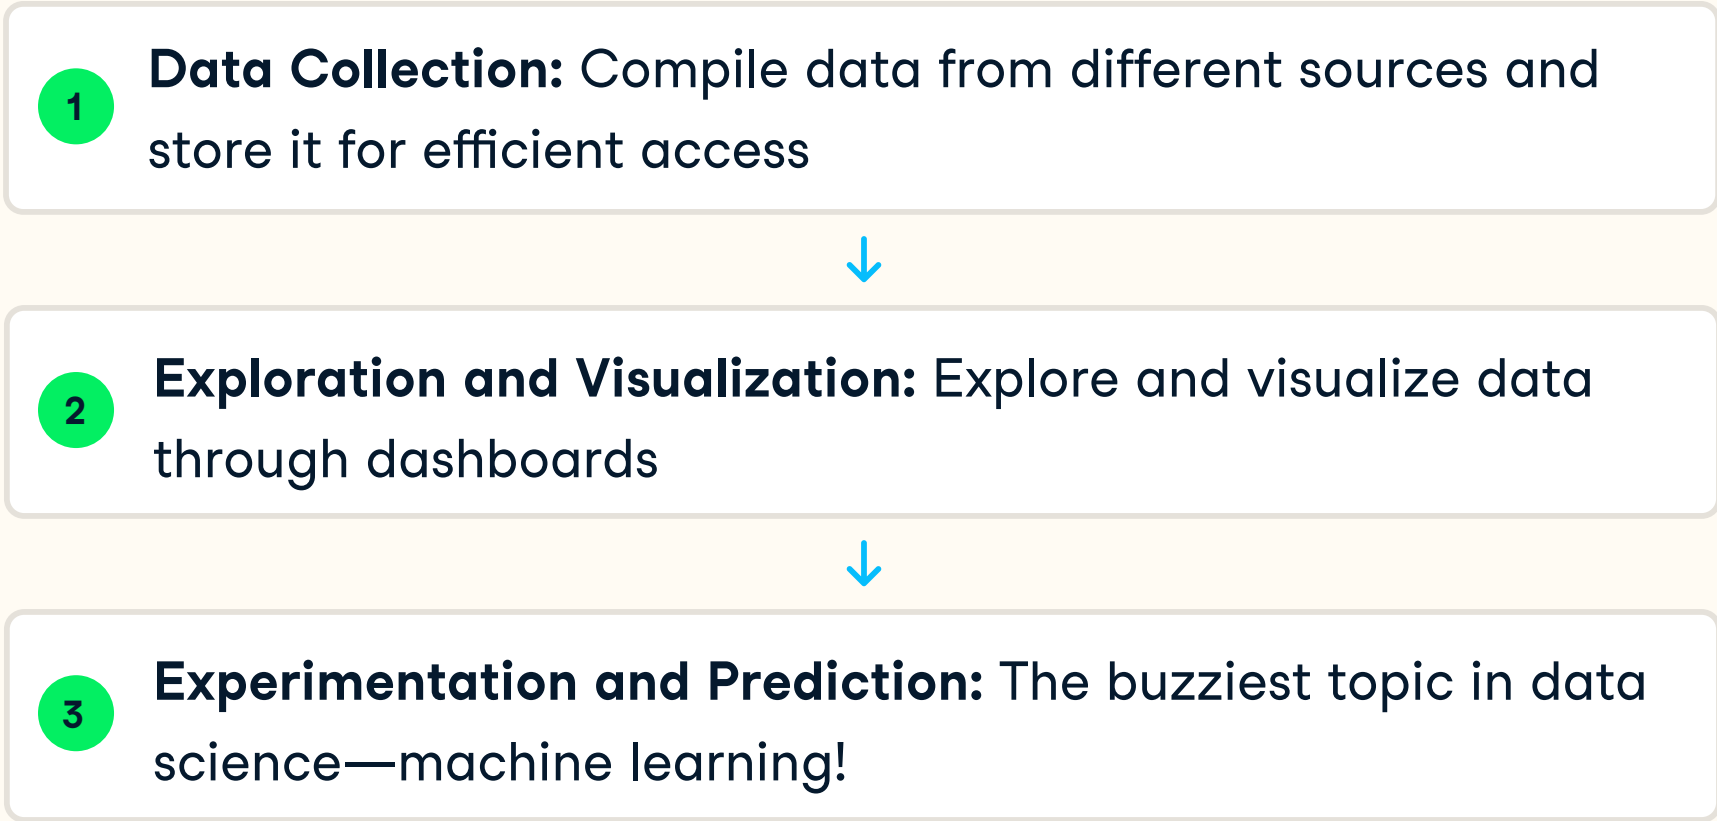 1
Data Collection: Compile data from different sources and
store it for efficient access
2
Exploration and Visualization: Explore and visualize data
through dashboards
3
Experimentation and Prediction: The buzziest topic in data
science—machine learning!